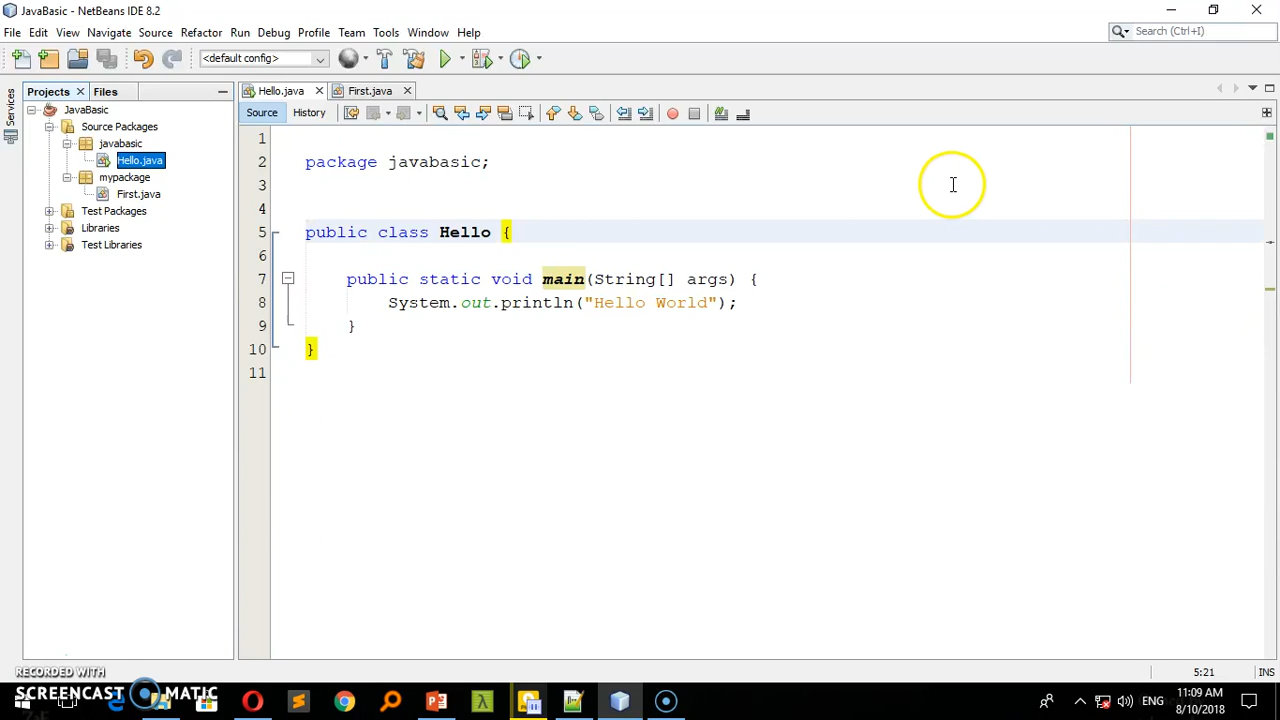 JavaBasic - NetBeans IDE 8.2
File Edit View Navigate Source Refactor Run Debug Profile Team Tools Window Help
Search (Ctrl+I)
<default config>
Projects Files
Hello.java First.java
Services
Source History
JavaBasic
Source Packages
javabasic
Hello.java
mypackage
First.java
Test Packages
Libraries
Test Libraries
1
2 package javabasic;
3
4
5 public class Hello {
6
7 public static void main(String[] args) {
8 System.out.println("Hello World");
9 }
10 }
11
5:21 INS
RECORDED WITH
SCREENCAST MATIC
ENG
11:09 AM
8/10/2018